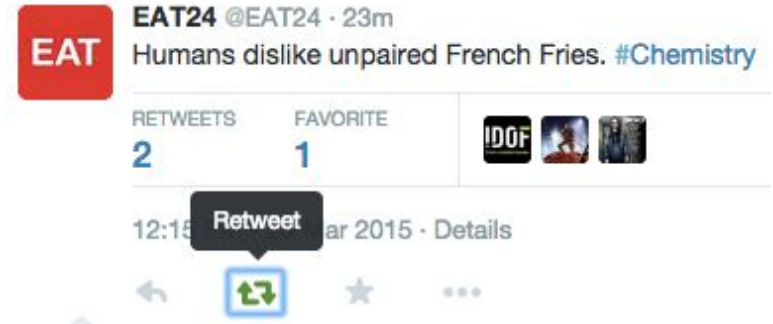 EAT24 @EAT24 · 23m
EAT
Humans dislike unpaired French Fries. #Chemistry
RETWEETS FAVORITE
2 1
IDOF
Retweet
12:15 ar 2015 · Details